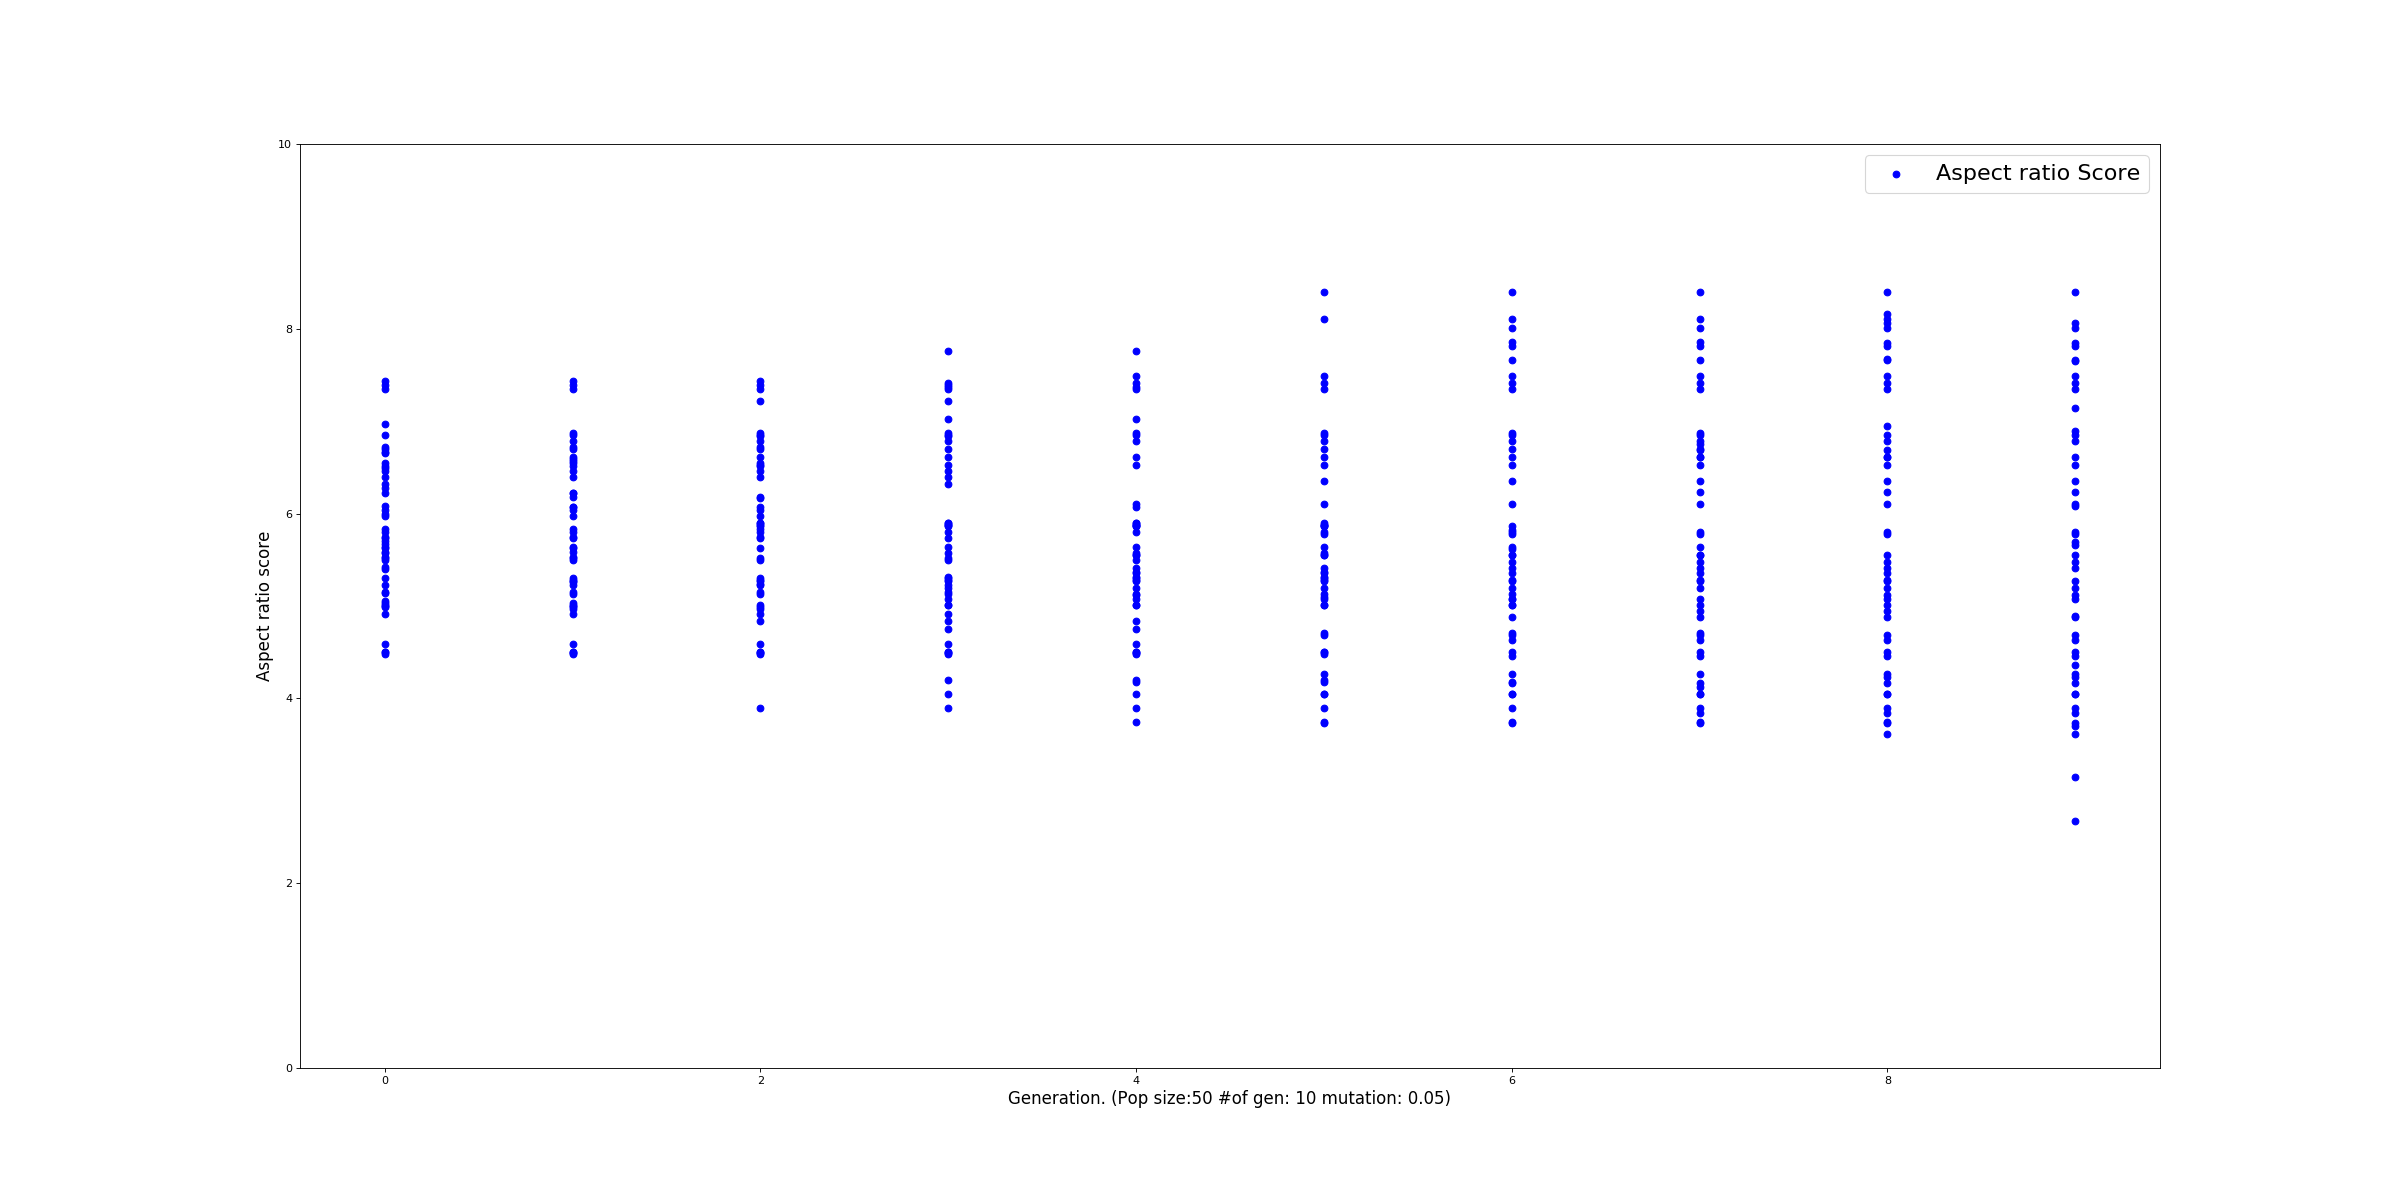 10
8
6
4
2
0
Aspect ratio score
Aspect ratio Score
0 2 4 6 8
Generation. (Pop size:50 #of gen: 10 mutation: 0.05)